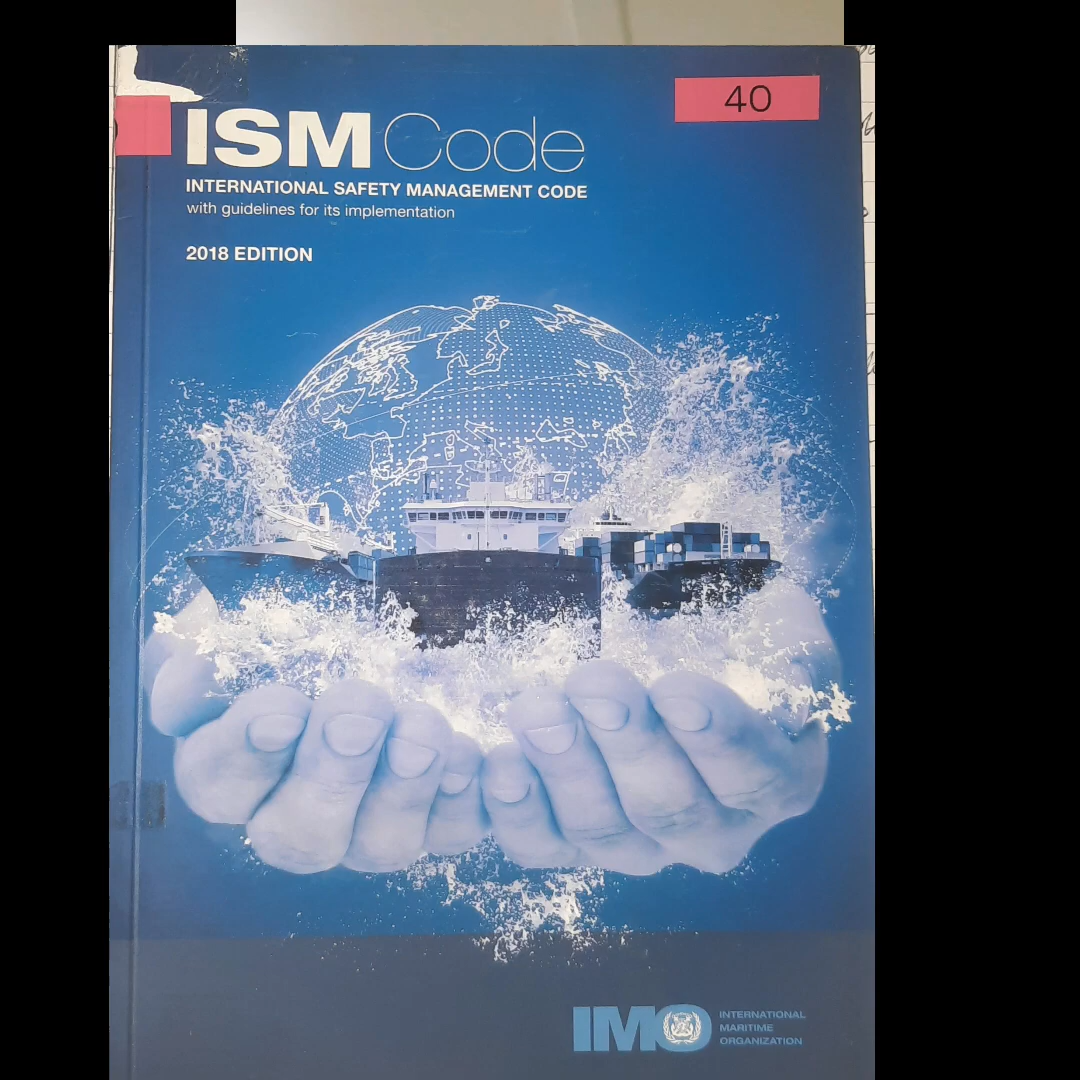 40
ISM Code
INTERNATIONAL SAFETY MANAGEMENT CODE
with guidelines for its implementation
2018 EDITION
IMO
INTERNATIONAL
MARITIME
ORGANIZATION